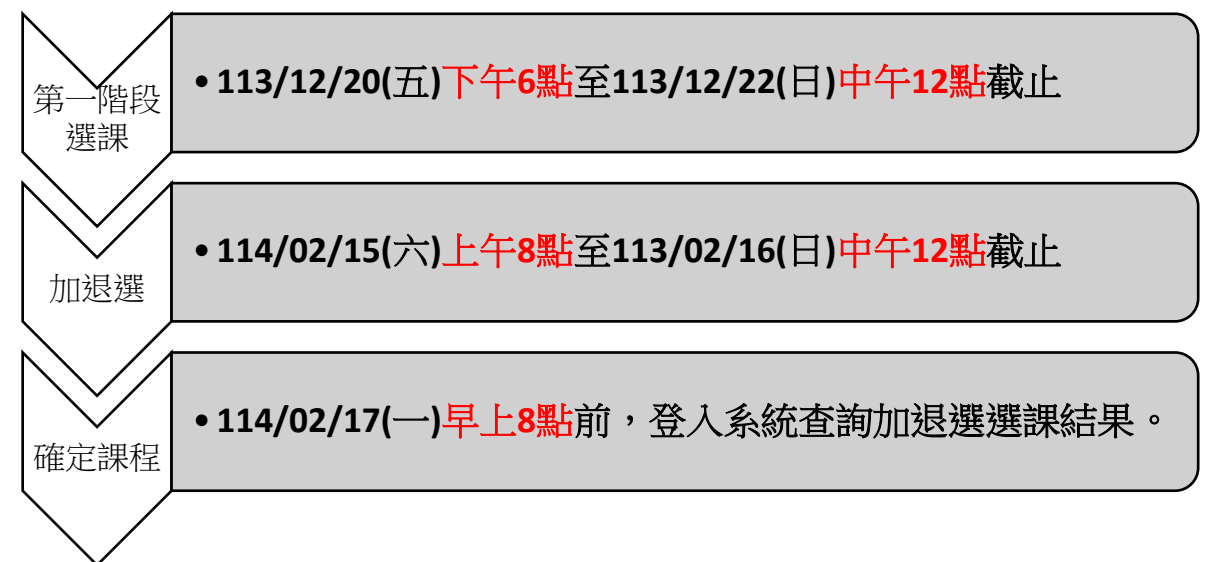 第一階段
選課
•113/12/20(五)下午6點至113/12/22(日)中午12點截止
加退選
•114/02/15(六)上午8點至113/02/16(日)中午12點截止
確定課程
•114/02/17(一)早上8點前，登入系統查詢加退選選課結果。